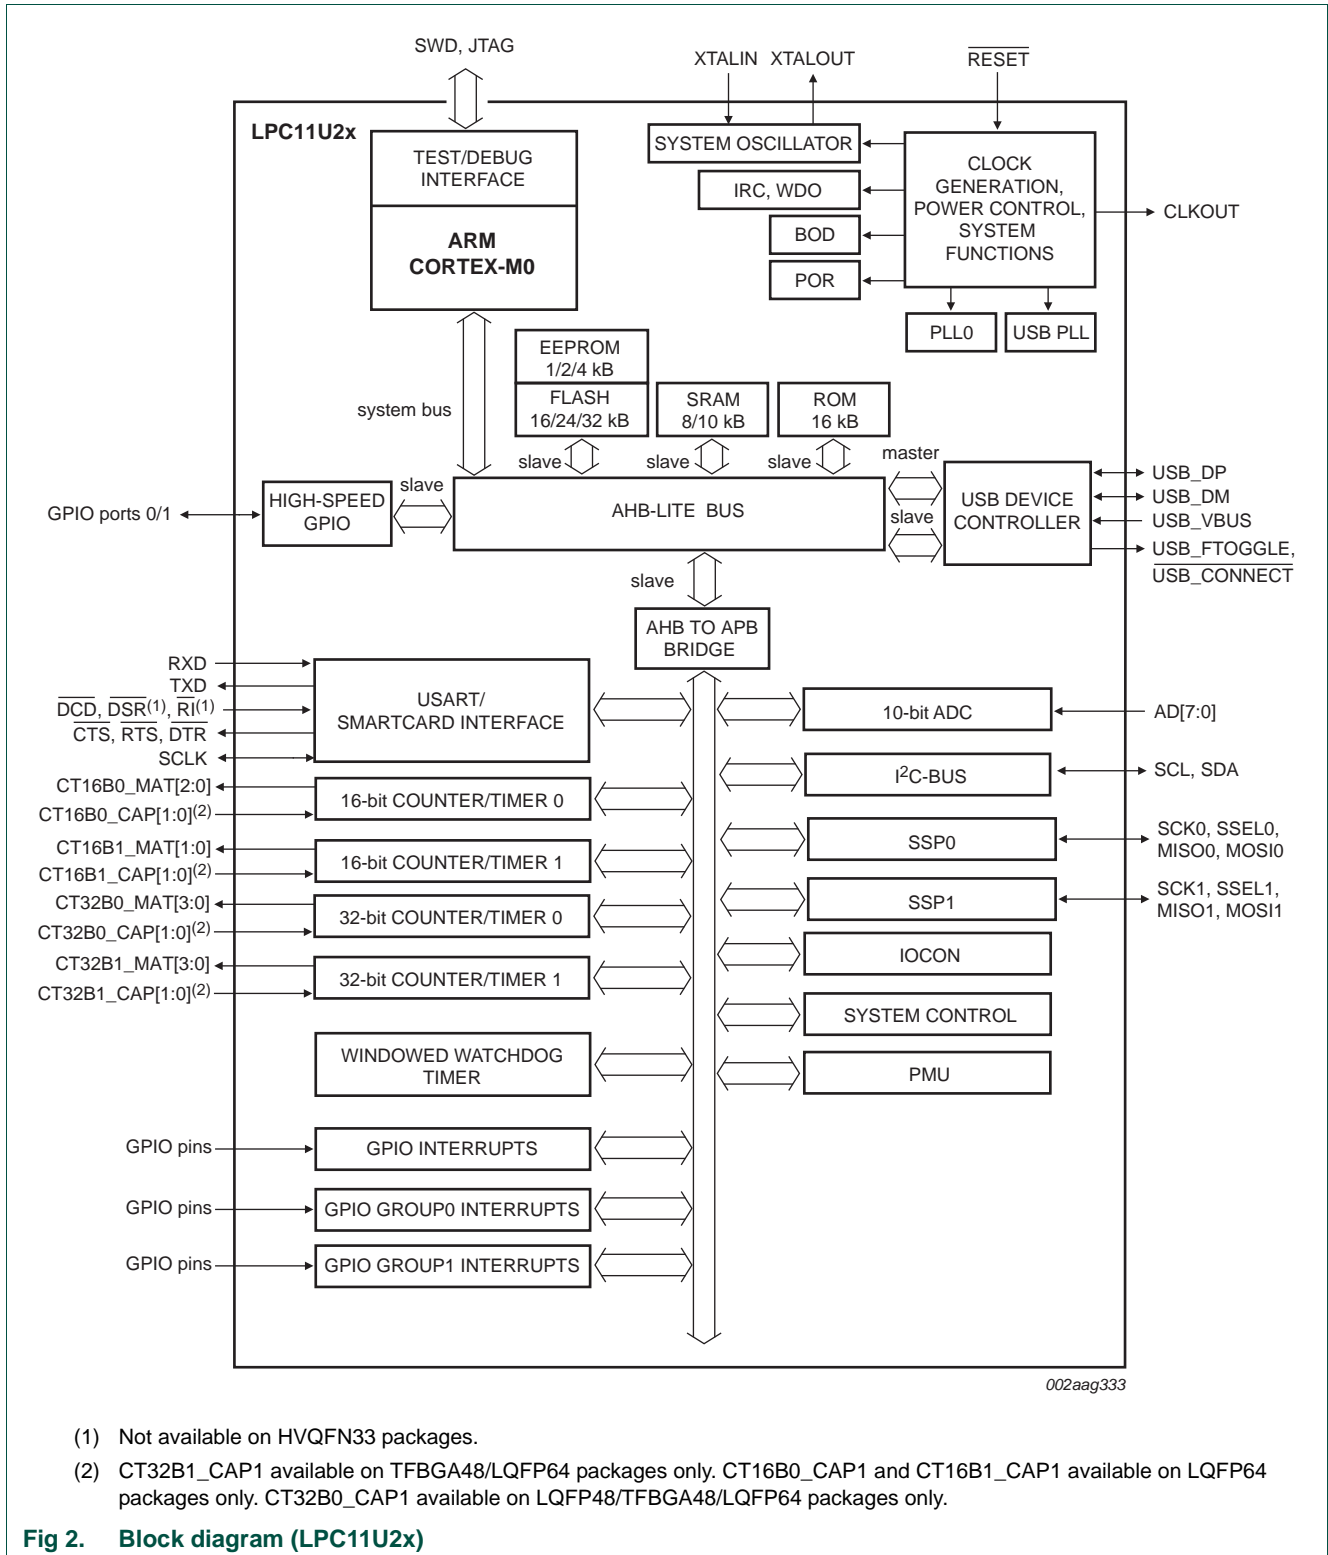 SWD, JTAG
XTALIN XTALOUT
RESET
LPC11U2x
TEST/DEBUG
INTERFACE
ARM
CORTEX-M0
SYSTEM OSCILLATOR
IRC, WDO
BOD
POR
CLOCK
GENERATION,
POWER CONTROL,
SYSTEM
FUNCTIONS
CLKOUT
PLL0
USB PLL
EEPROM
1/2/4 kB
FLASH
16/24/32 kB
SRAM
8/10 kB
ROM
16 kB
system bus
slave
slave
slave
master
slave
slave
GPIO ports 0/1
HIGH-SPEED
GPIO
AHB-LITE BUS
USB DEVICE
CONTROLLER
USB_DP
USB_DM
USB_VBUS
USB_FTOGGLE,
USB_CONNECT
slave
AHB TO APB
BRIDGE
RXD
TXD
DCD, DSR(1), RI(1)
CTS, RTS, DTR
SCLK
USART/
SMARTCARD INTERFACE
10-bit ADC
AD[7:0]
CT16B0_MAT[2:0]
CT16B0_CAP[1:0](2)
16-bit COUNTER/TIMER 0
I2C-BUS
SCL, SDA
CT16B1_MAT[1:0]
CT16B1_CAP[1:0](2)
16-bit COUNTER/TIMER 1
SSP0
SCK0, SSEL0,
MISO0, MOSI0
CT32B0_MAT[3:0]
CT32B0_CAP[1:0](2)
32-bit COUNTER/TIMER 0
SSP1
SCK1, SSEL1,
MISO1, MOSI1
CT32B1_MAT[3:0]
CT32B1_CAP[1:0](2)
32-bit COUNTER/TIMER 1
IOCON
SYSTEM CONTROL
WINDOWED WATCHDOG
TIMER
PMU
GPIO pins
GPIO INTERRUPTS
GPIO pins
GPIO GROUP0 INTERRUPTS
GPIO pins
GPIO GROUP1 INTERRUPTS
002aag333
(1) Not available on HVQFN33 packages.
(2) CT32B1_CAP1 available on TFBGA48/LQFP64 packages only. CT16B0_CAP1 and CT16B1_CAP1 available on LQFP64
packages only. CT32B0_CAP1 available on LQFP48/TFBGA48/LQFP64 packages only.
Fig 2. Block diagram (LPC11U2x)